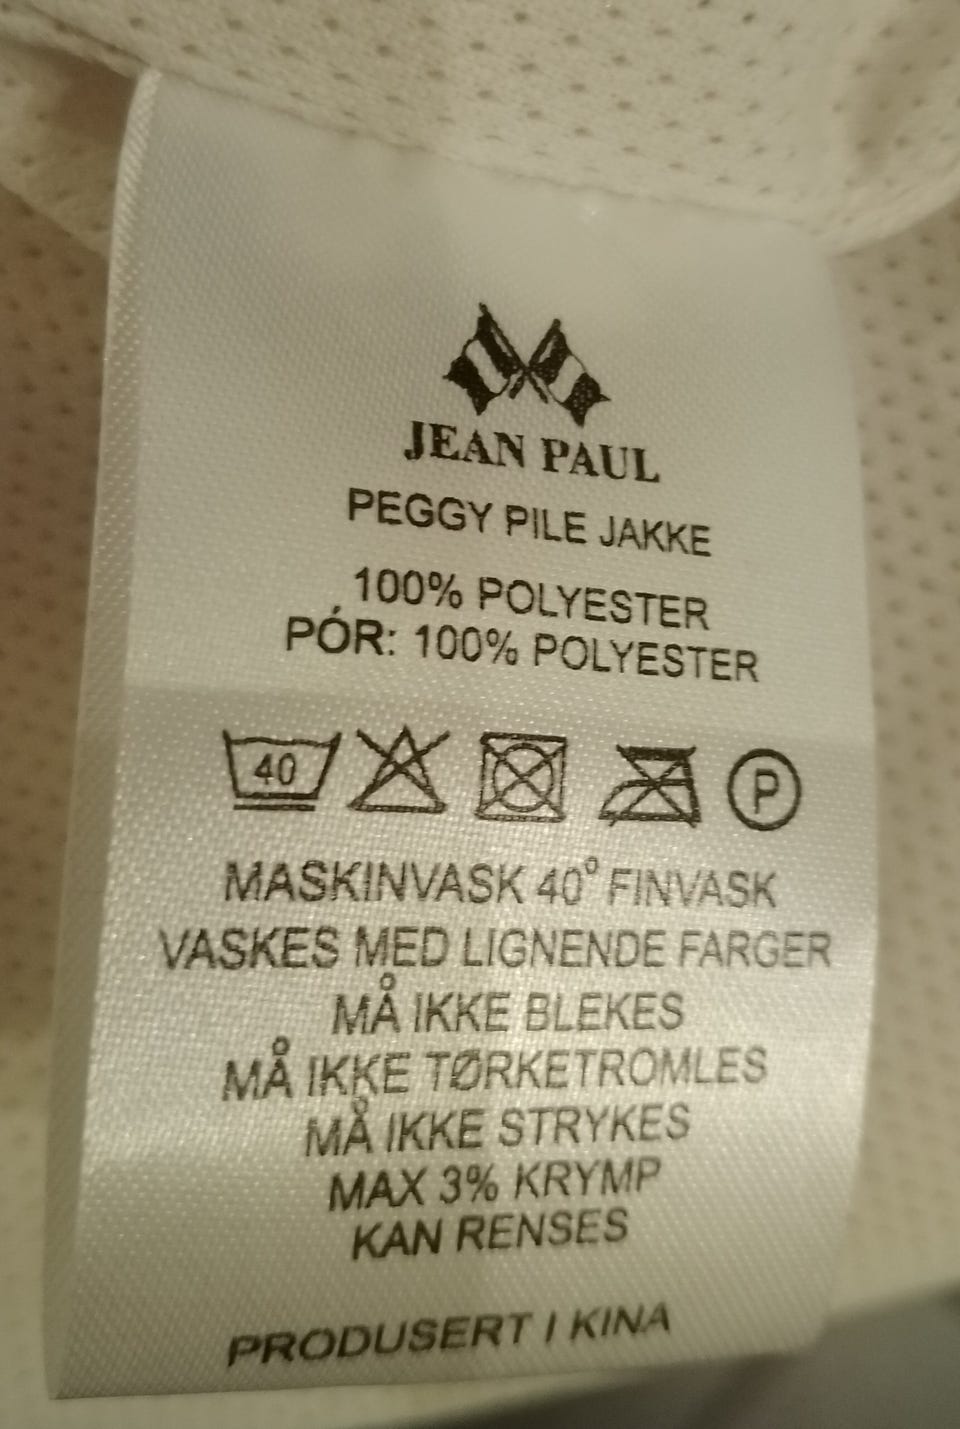 JEAN PAUL
PEGGY PILE JAKKE
100% POLYESTER
PÓR: 100% POLYESTER
40 P
MASKINVASK 40° FINVASK
VASKES MED LIGNENDE FARGER
MÅ IKKE BLEKES
MÅ IKKE TØRKETROMLES
MÅ IKKE STRYKES
MAX 3% KRYMP
KAN RENSES
PRODUSERT I KINA